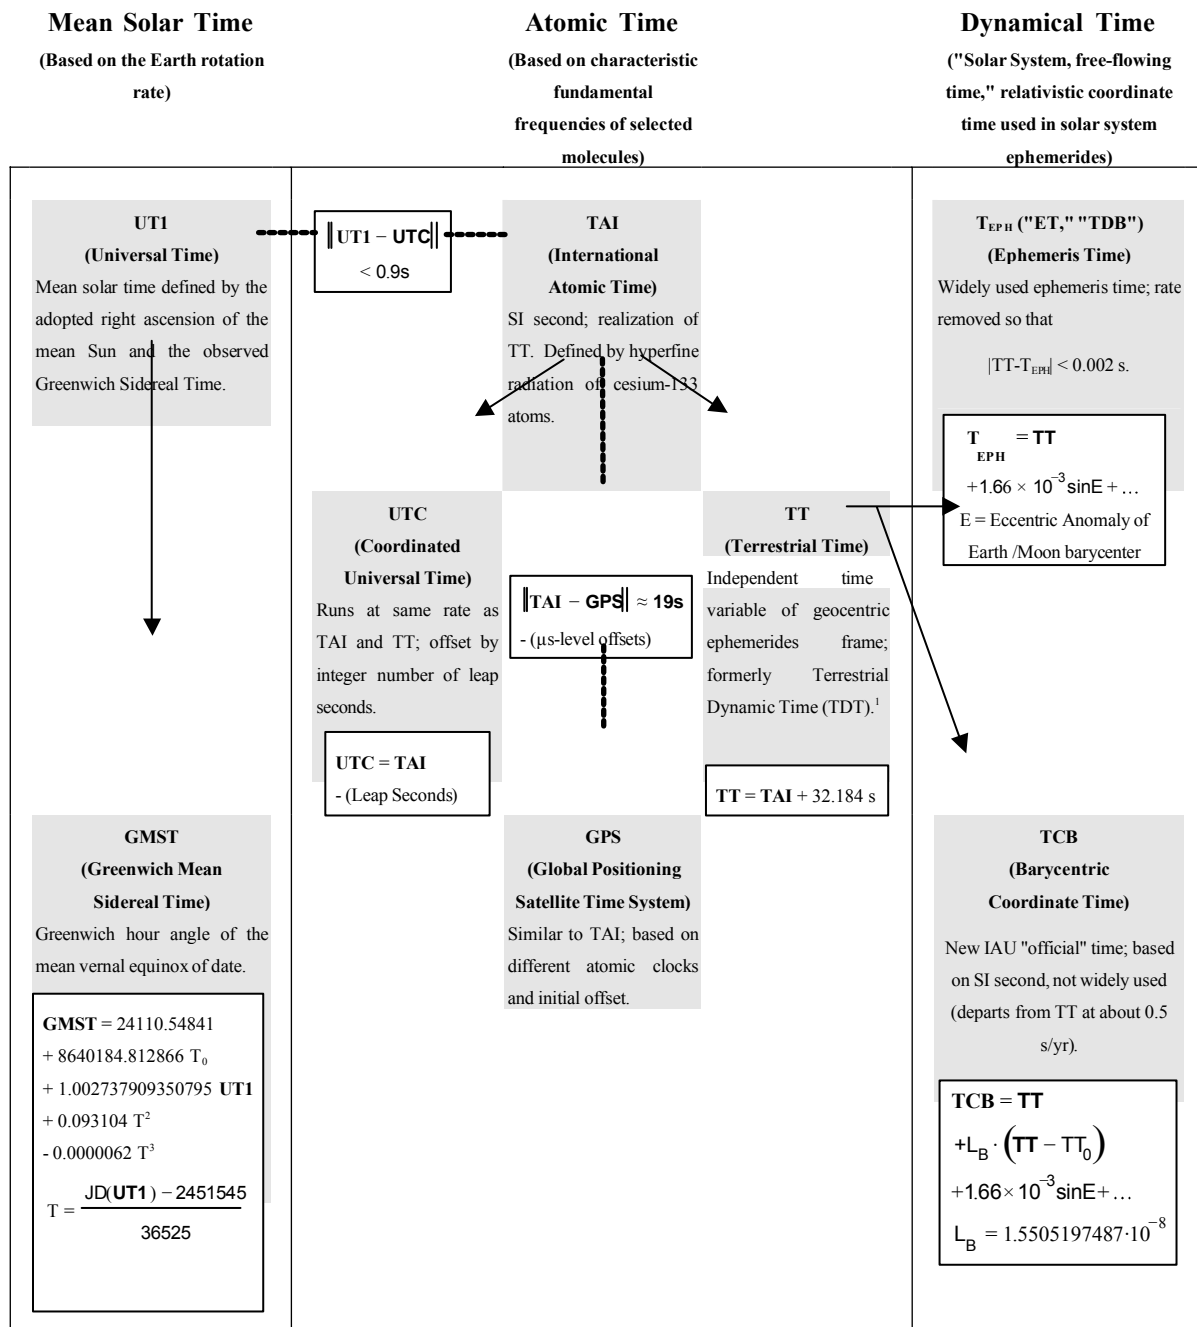 Mean Solar Time
(Based on the Earth rotation
rate)
Atomic Time
(Based on characteristic
fundamental
frequencies of selected
molecules)
Dynamical Time
("Solar System, free-flowing
time," relativistic coordinate
time used in solar system
ephemerides)
UT1
(Universal Time)
Mean solar time defined by the
adopted right ascension of the
mean Sun and the observed
Greenwich Sidereal Time.
‖UT1 − UTC‖
< 0.9s
TAI
(International
Atomic Time)
SI second; realization of
TT. Defined by hyperfine
radiation of cesium-133
atoms.
T_EPH ("ET," "TDB")
(Ephemeris Time)
Widely used ephemeris time; rate
removed so that
|TT-T_EPH| < 0.002 s.
T_EPH = TT
+1.66 × 10⁻³ sinE + …
E = Eccentric Anomaly of
Earth /Moon barycenter
UTC
(Coordinated
Universal Time)
Runs at same rate as
TAI and TT; offset by
integer number of leap
seconds.
UTC = TAI
- (Leap Seconds)
‖TAI − GPS‖ ≈ 19s
- (µs-level offsets)
TT
(Terrestrial Time)
Independent time
variable of geocentric
ephemerides frame;
formerly Terrestrial
Dynamic Time (TDT).¹
TT = TAI + 32.184 s
GMST
(Greenwich Mean
Sidereal Time)
Greenwich hour angle of the
mean vernal equinox of date.
GMST = 24110.54841
+ 8640184.812866 T₀
+ 1.002737909350795 UT1
+ 0.093104 T²
- 0.0000062 T³
T = JD(UT1) − 2451545
36525
GPS
(Global Positioning
Satellite Time System)
Similar to TAI; based on
different atomic clocks
and initial offset.
TCB
(Barycentric
Coordinate Time)
New IAU "official" time; based
on SI second, not widely used
(departs from TT at about 0.5
s/yr).
TCB = TT
+L_B · (TT − TT₀)
+1.66× 10⁻³ sinE+ …
L_B = 1.5505197487·10⁻⁸